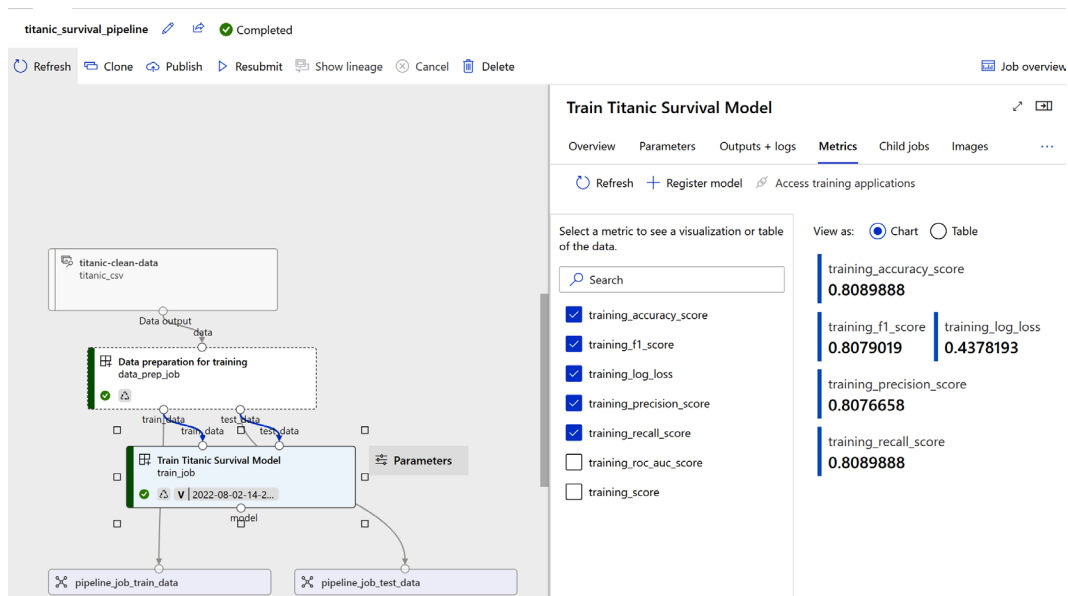 titanic_survival_pipeline
Completed
Refresh
Clone
Publish
Resubmit
Show lineage
Cancel
Delete
Job overview
titanic-clean-data
titanic_csv
Data output
data
Data preparation for training
data_prep_job
train_data
test_data
train_data
test_data
Train Titanic Survival Model
train_job
V
2022-08-02-14-2...
Parameters
model
pipeline_job_train_data
pipeline_job_test_data
Train Titanic Survival Model
Overview
Parameters
Outputs + logs
Metrics
Child jobs
Images
...
Refresh
Register model
Access training applications
Select a metric to see a visualization or table
of the data.
Search
training_accuracy_score
training_f1_score
training_log_loss
training_precision_score
training_recall_score
training_roc_auc_score
training_score
View as:
Chart
Table
training_accuracy_score
0.8089888
training_f1_score
0.8079019
training_log_loss
0.4378193
training_precision_score
0.8076658
training_recall_score
0.8089888